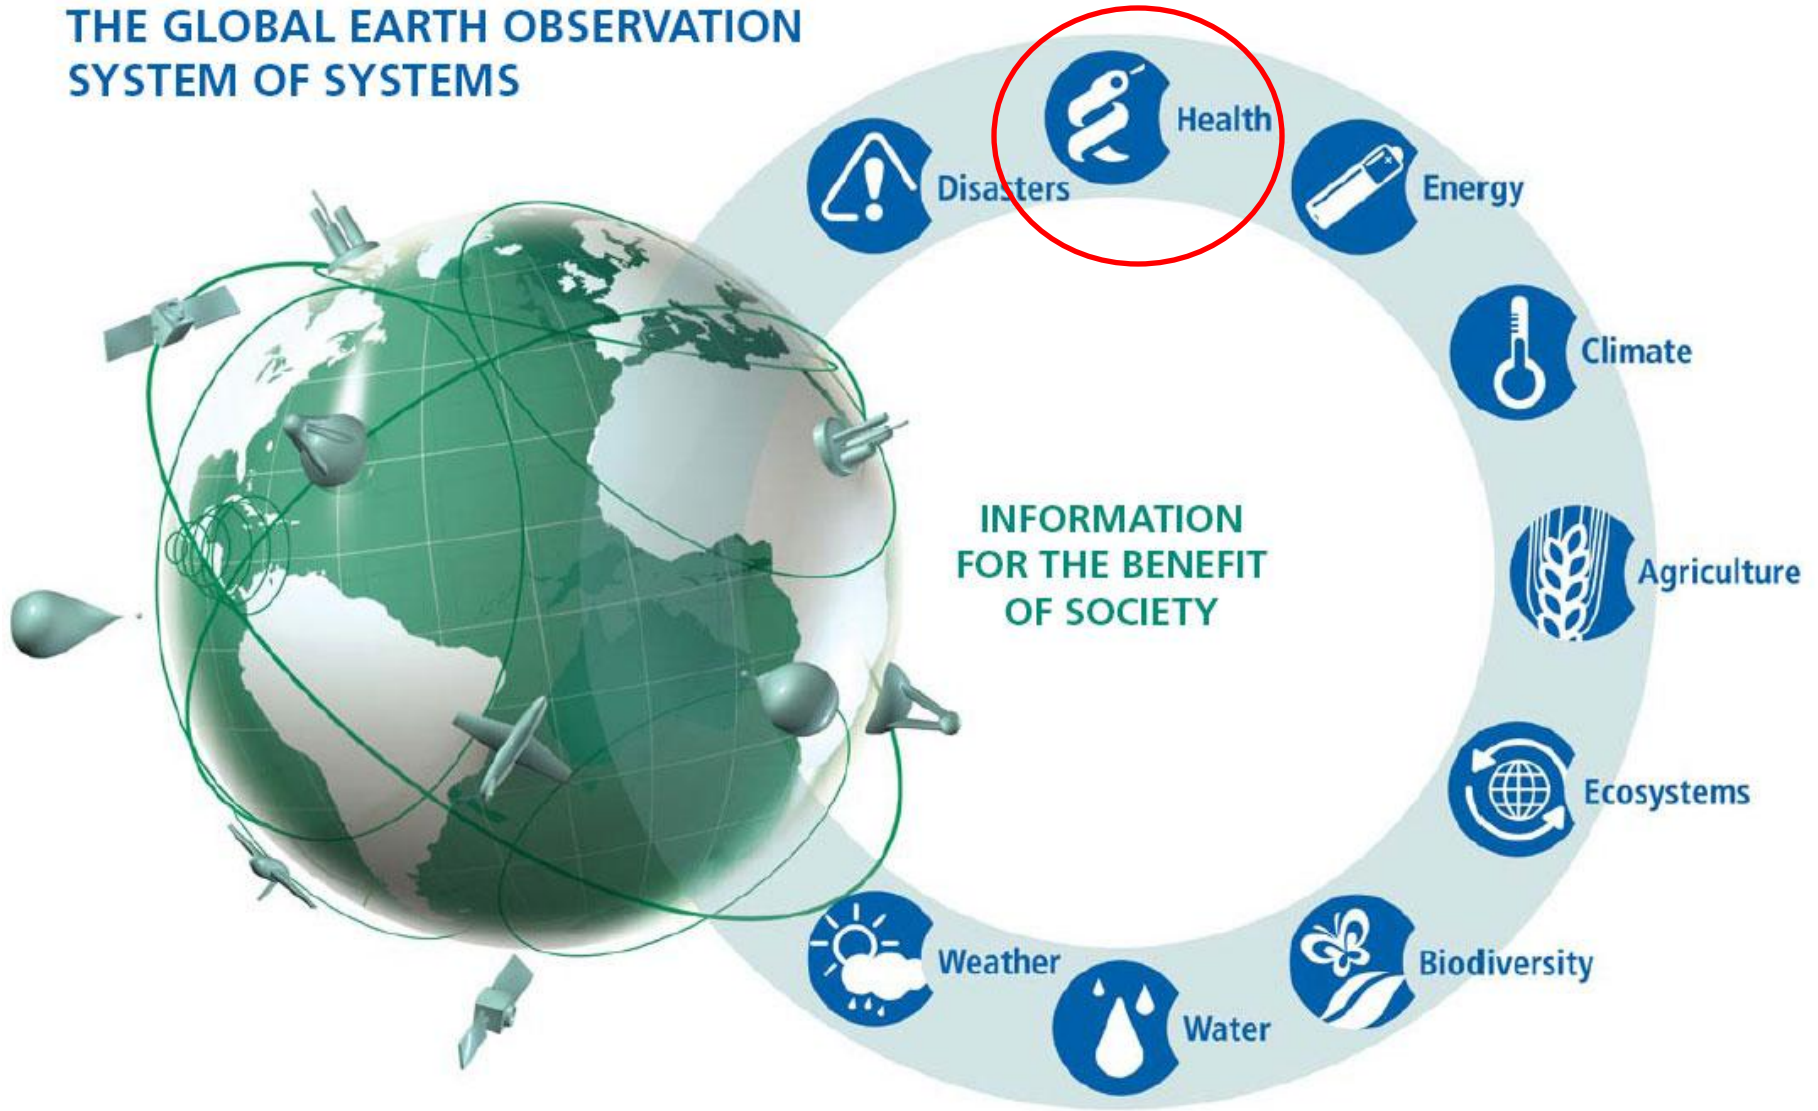 THE GLOBAL EARTH OBSERVATION
SYSTEM OF SYSTEMS
Health
Disasters
Energy
Climate
INFORMATION
FOR THE BENEFIT
OF SOCIETY
Agriculture
Ecosystems
Weather
Biodiversity
Water